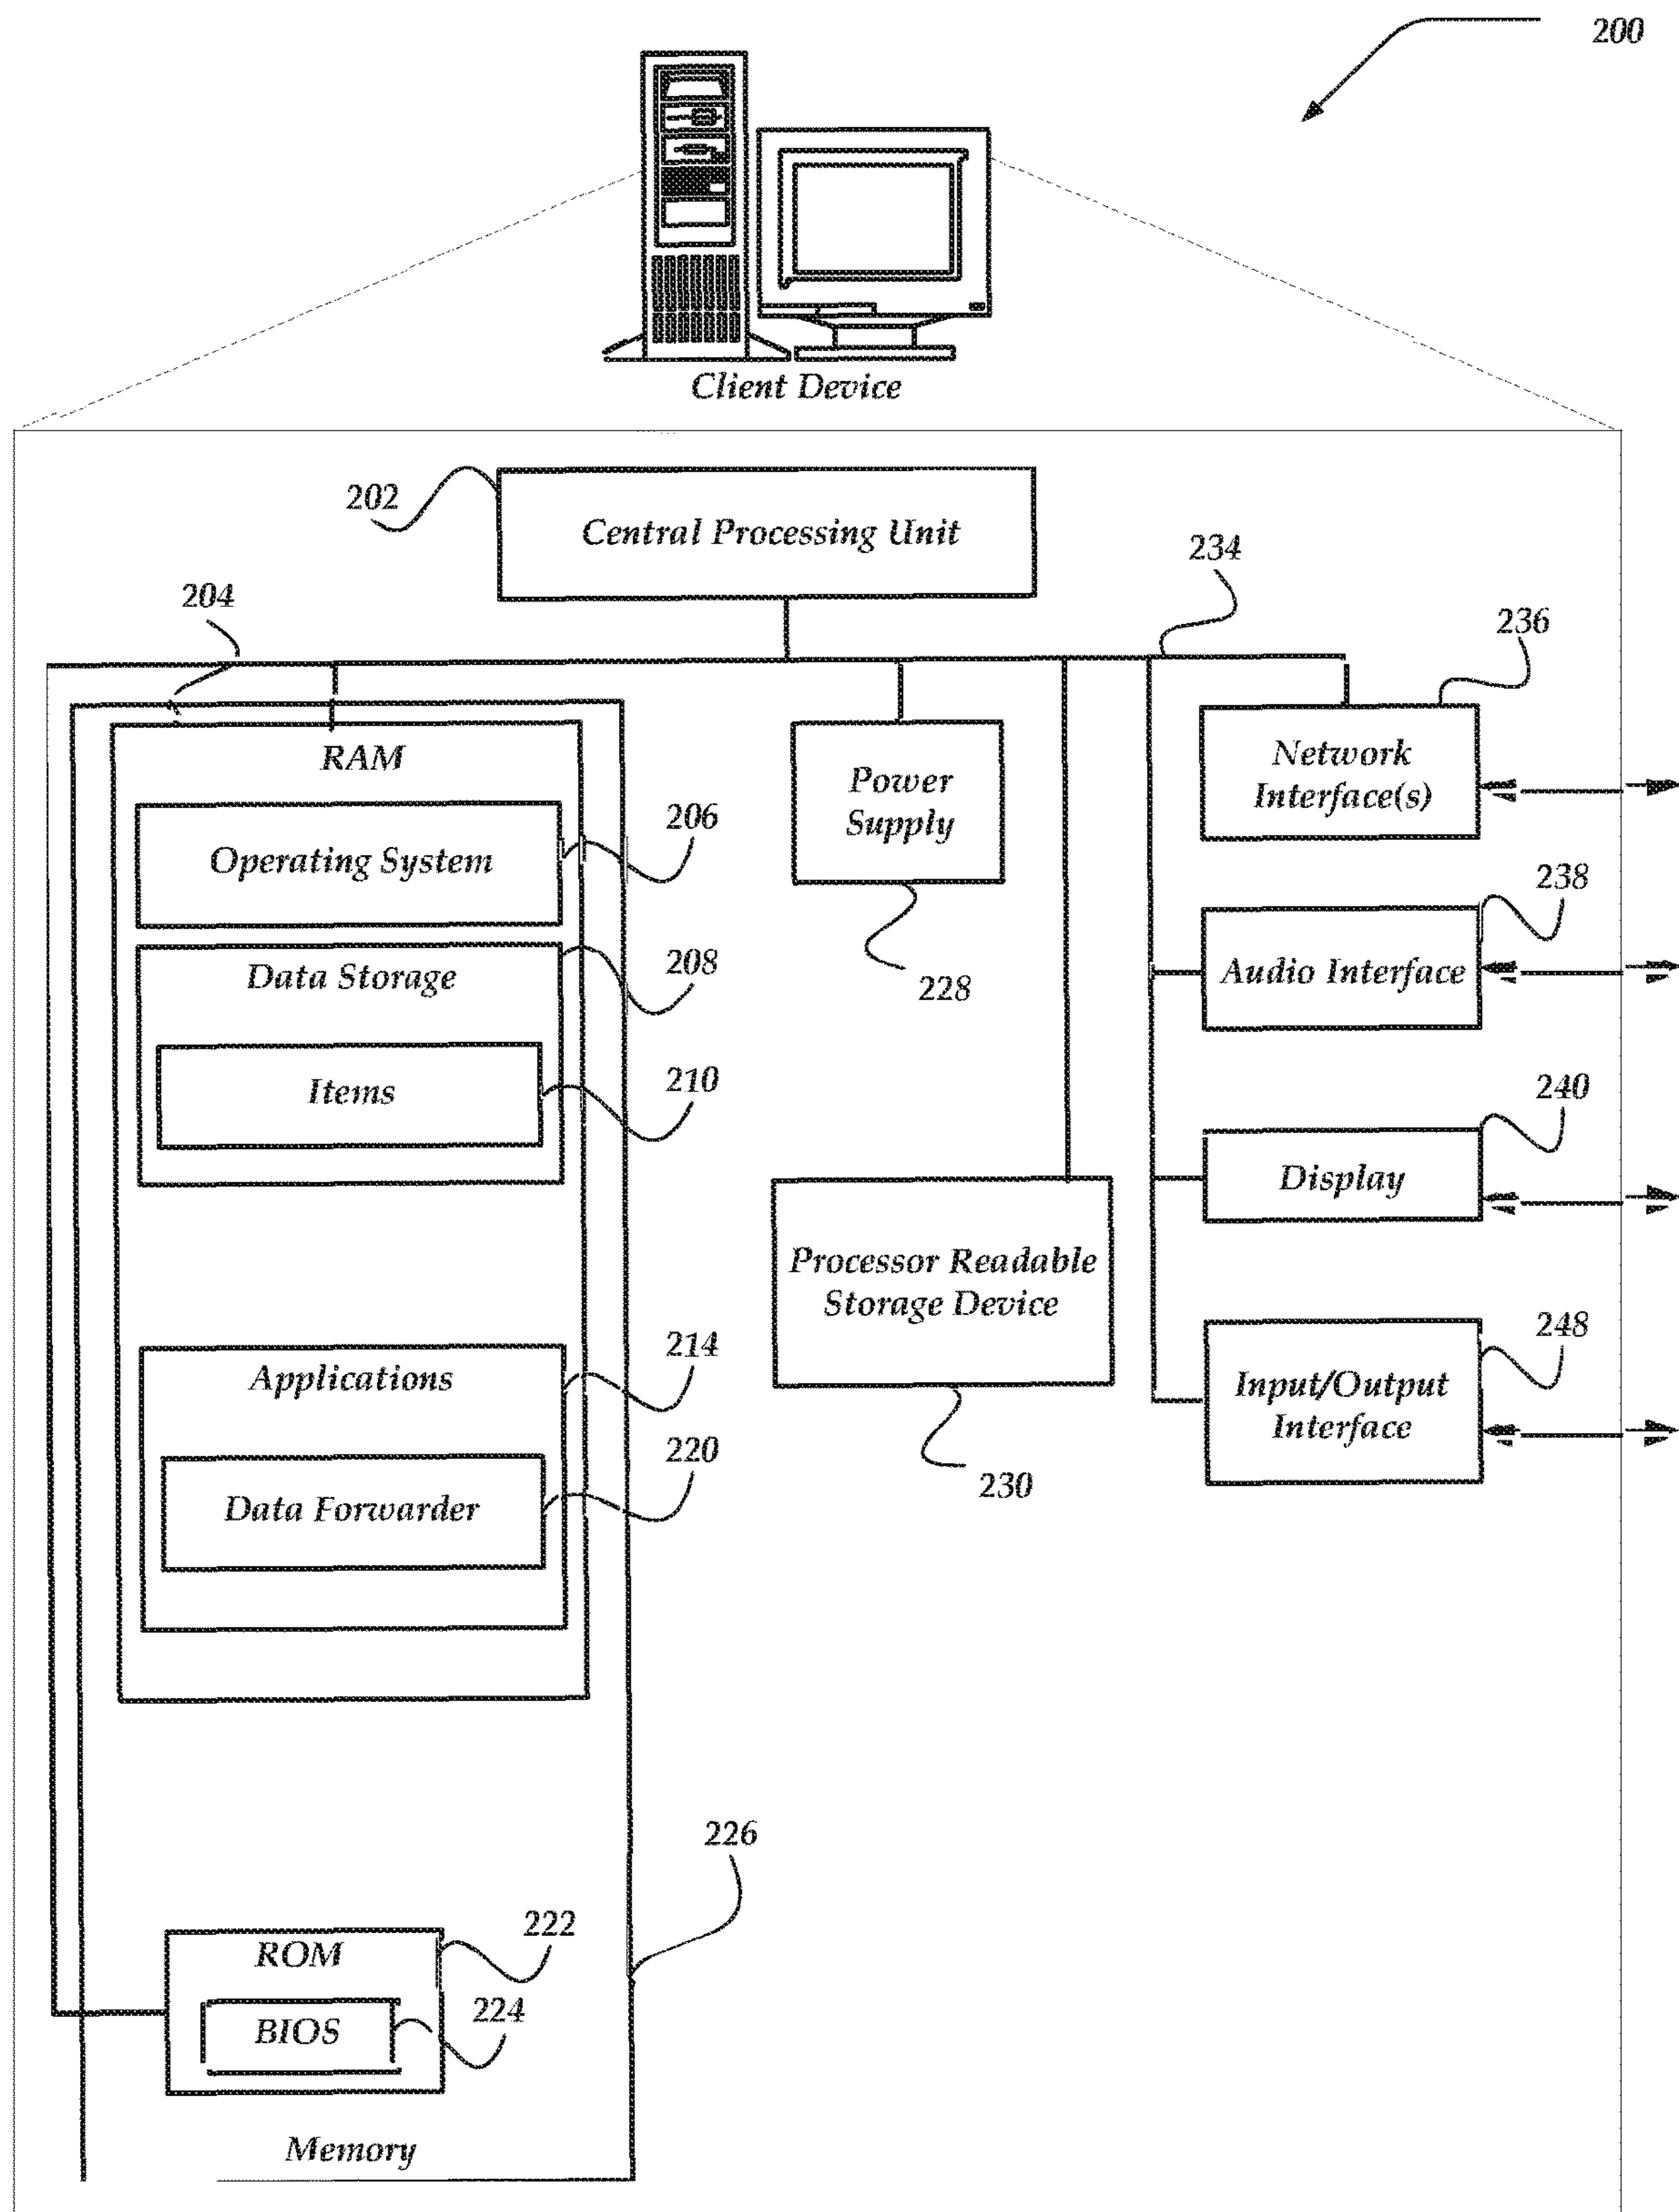 200
Client Device
202
Central Processing Unit
234
204
236
RAM
Power
Supply
Network
Interface(s)
206
Operating System
238
208
Data Storage
228
Audio Interface
210
Items
240
Display
Processor Readable
Storage Device
214
Applications
248
Input/Output
Interface
220
230
Data Forwarder
226
222
ROM
224
BIOS
Memory